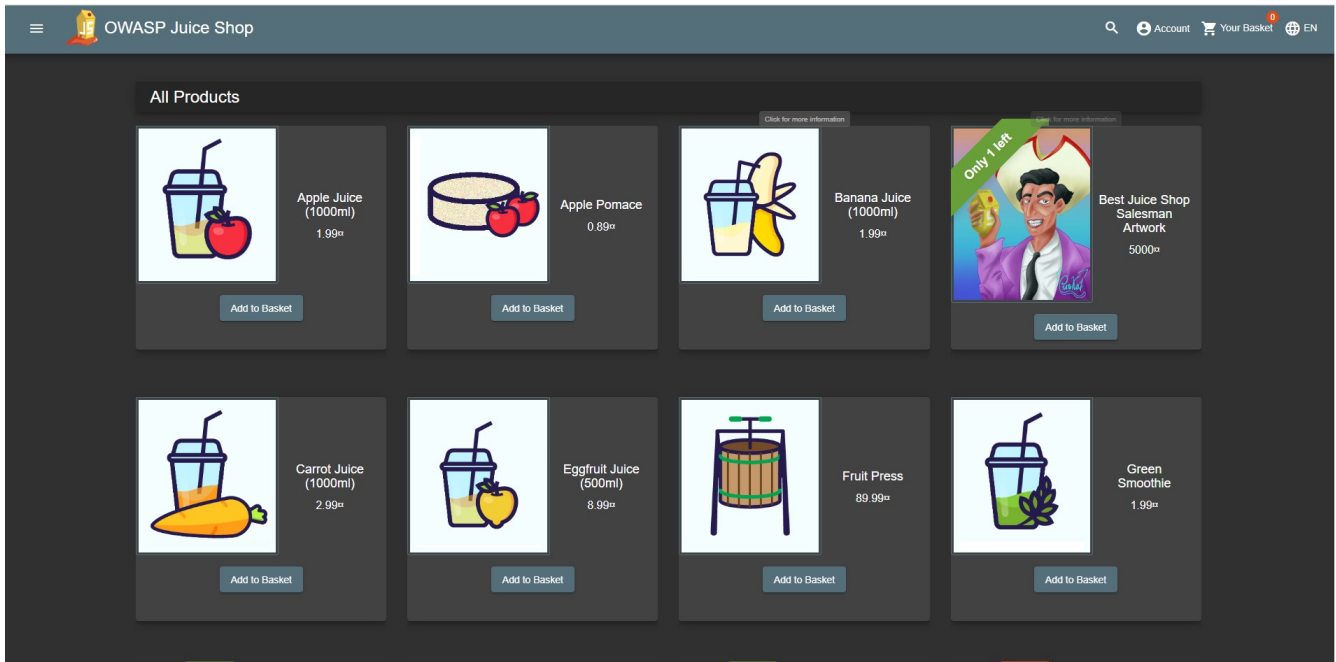 OWASP Juice Shop
Account
0
Your Basket
EN
All Products
Click for more information
Click for more information
Apple Juice
(1000ml)
1.99¤
Add to Basket
Apple Pomace
0.89¤
Add to Basket
Banana Juice
(1000ml)
1.99¤
Add to Basket
Only 1 left
Best Juice Shop
Salesman
Artwork
5000¤
Add to Basket
Carrot Juice
(1000ml)
2.99¤
Add to Basket
Eggfruit Juice
(500ml)
8.99¤
Add to Basket
Fruit Press
89.99¤
Add to Basket
Green
Smoothie
1.99¤
Add to Basket